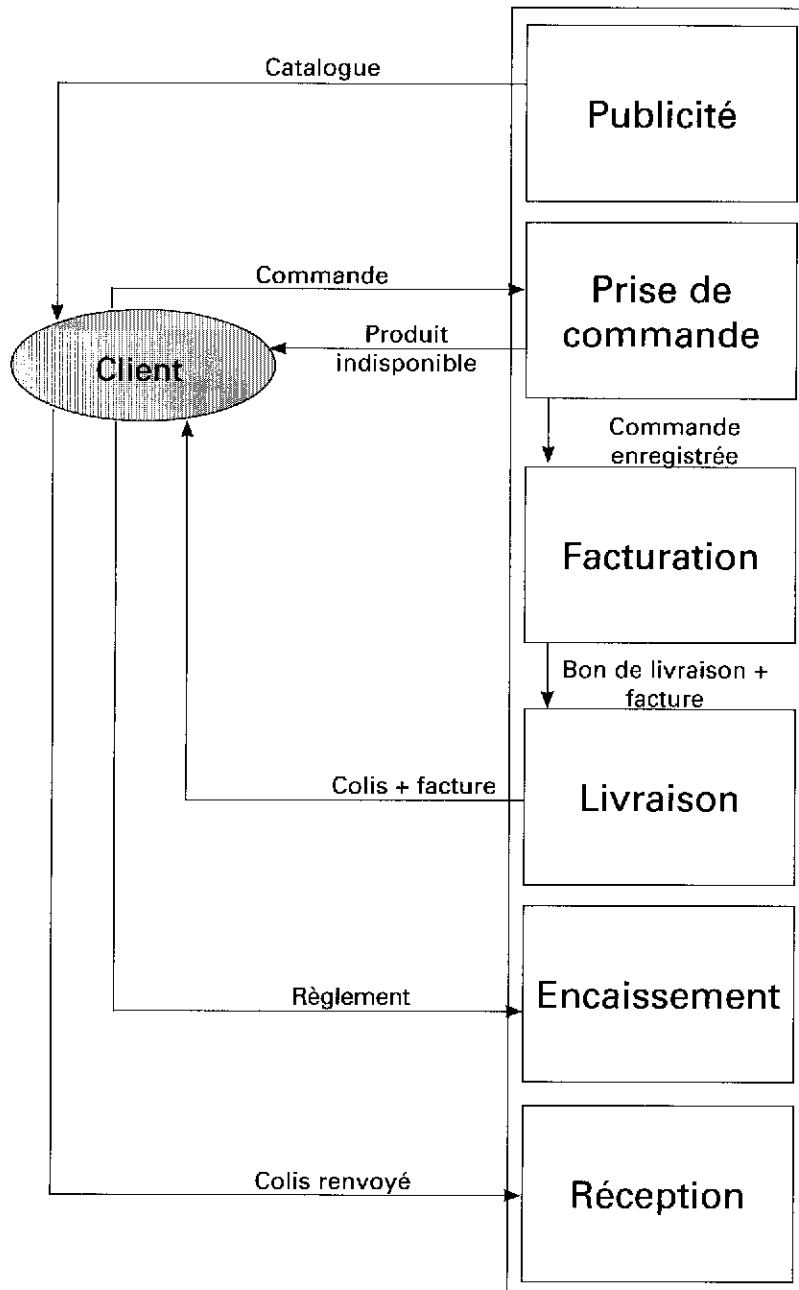 Catalogue
Publicité
Commande
Prise de
commande
Produit
indisponible
Client
Commande
enregistrée
Facturation
Bon de livraison +
facture
Colis + facture
Livraison
Règlement
Encaissement
Colis renvoyé
Réception